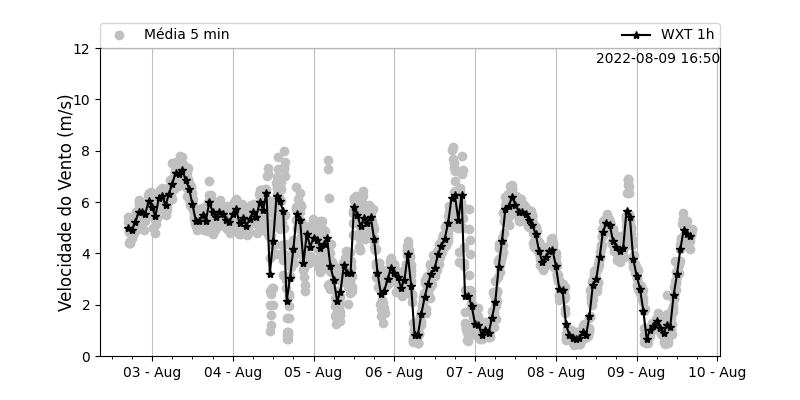 Média 5 min WXT 1h
2022-08-09 16:50
Velocidade do Vento (m/s)
12
10
8
6
4
2
0
03 - Aug 04 - Aug 05 - Aug 06 - Aug 07 - Aug 08 - Aug 09 - Aug 10 - Aug